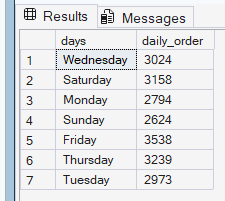 Results Messages
days daily_order
1 Wednesday 3024
2 Saturday 3158
3 Monday 2794
4 Sunday 2624
5 Friday 3538
6 Thursday 3239
7 Tuesday 2973